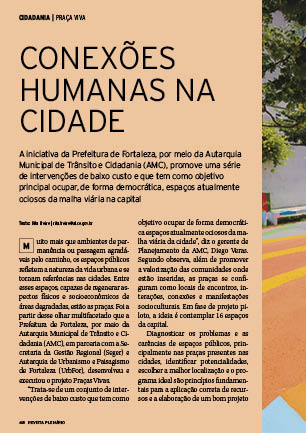 CIDADANIA | PRAÇA VIVA
CONEXÕES
HUMANAS NA
CIDADE
A iniciativa da Prefeitura de Fortaleza, por meio da Autarquia
Municipal de Trânsito e Cidadania (AMC), promove uma série
de intervenções de baixo custo e que tem como objetivo
principal ocupar, de forma democrática, espaços atualmente
ociosos da malha viária na capital
Texto:
Muito mais que ambientes de per-
manência ou passagem agradá-
veis pelo caminho, os espaços públicos
refletem a natureza da vida urbana e se
tornam referências nas cidades. Entre
esses espaços, capazes de regenerar as-
pectos físicos e socioeconômicos de
áreas degradadas, estão as praças. Foi a
partir desse olhar multifacetado que a
Prefeitura de Fortaleza, por meio da
Autarquia Municipal de Trânsito e Ci-
dadania (AMC), em parceria com a Se-
cretaria da Gestão Regional (Seger) e
Autarquia de Urbanismo e Paisagismo
de Fortaleza (UrbFor), desenvolveu e
executou o projeto Praças Vivas.
"Trata-se de um conjunto de inter-
venções de baixo custo que tem como
objetivo ocupar de forma democrá-
tica espaços atualmente ociosos da ma-
lha viária da cidade", diz o gerente de
Planejamento da AMC, Diego Veras.
Segundo observa, além de promover
a valorização das comunidades onde
estão inseridas, as praças se confi-
guram como locais de encontros, in-
terações, conexões e manifestações
socioculturais. Em fase de projeto pi-
loto, a ideia é contemplar 16 espaços
da capital.
Diagnosticar os problemas e as
carências de espaços públicos, princi-
palmente nas praças presentes nas
cidades, identificar potencialidades,
escolher a melhor localização e o pro-
grama ideal são princípios fundamen-
tais para a aplicação correta de recur-
sos e a elaboração de um bom projeto
REVISTA PLENÁRIO